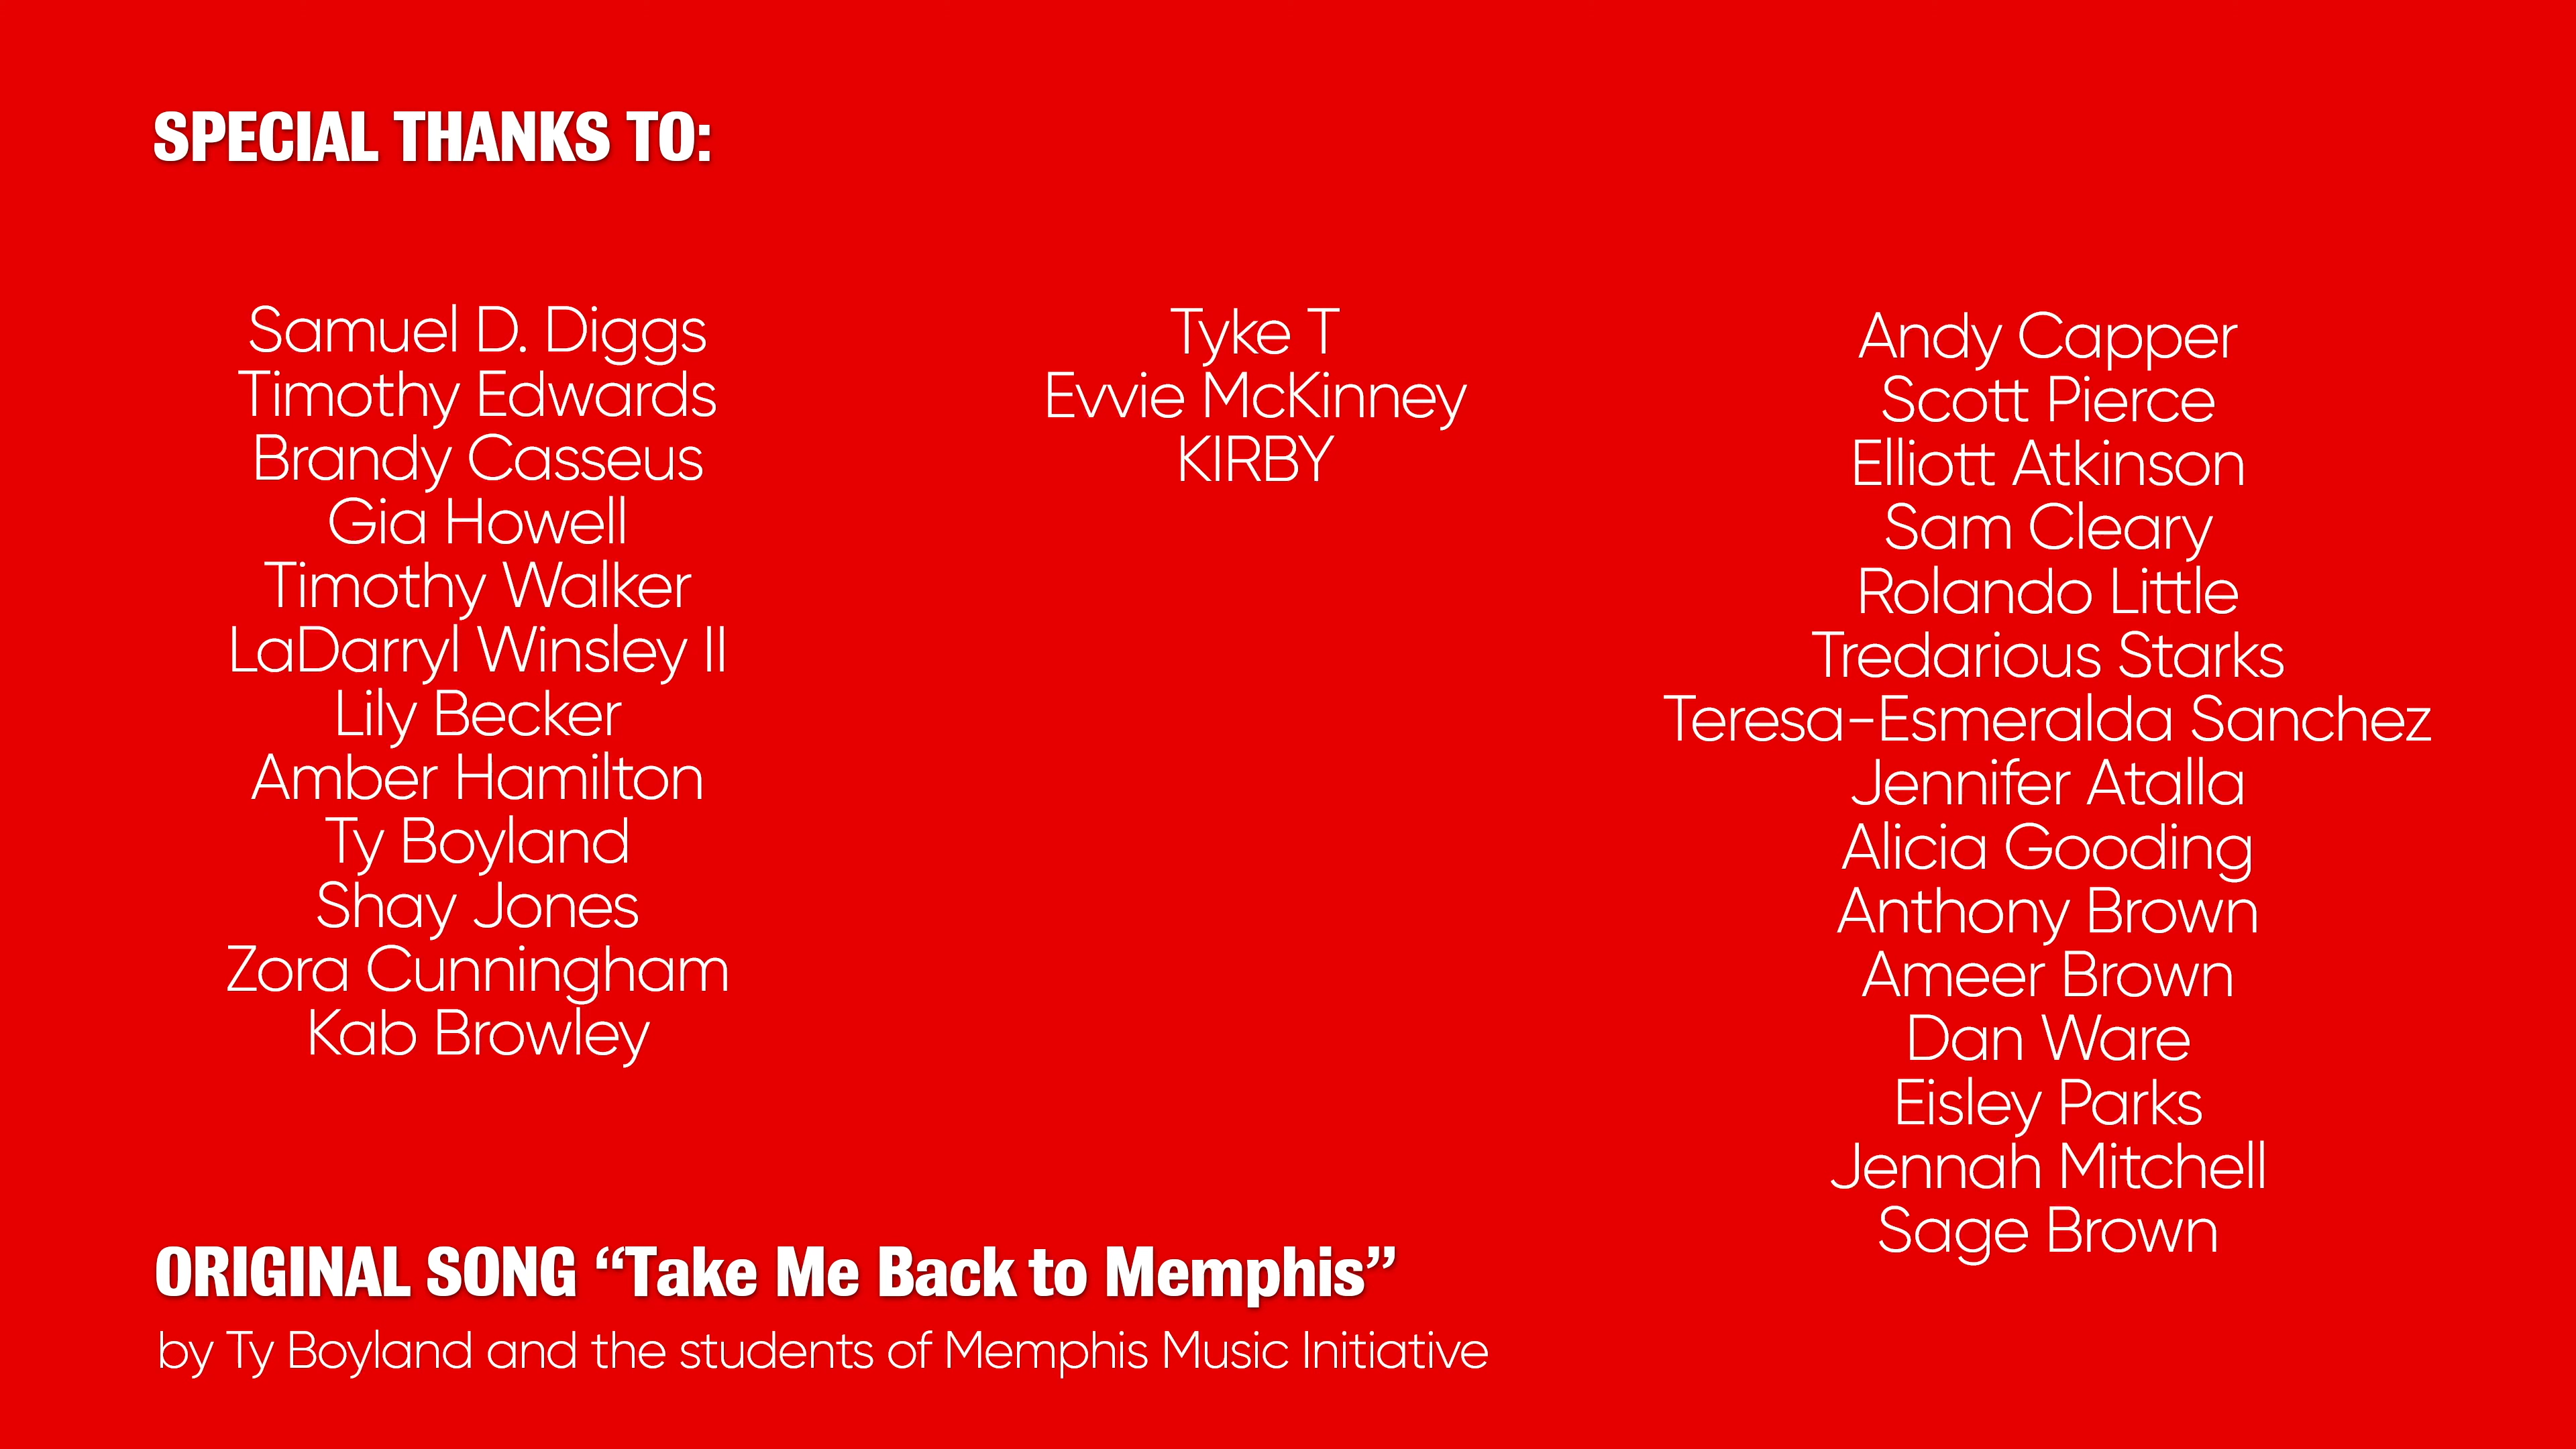 SPECIAL THANKS TO:
Samuel D. Diggs
Timothy Edwards
Brandy Casseus
Gia Howell
Timothy Walker
LaDarryl Winsley II
Lily Becker
Amber Hamilton
Ty Boyland
Shay Jones
Zora Cunningham
Kab Browley
Tyke T
Evvie McKinney
KIRBY
Andy Capper
Scott Pierce
Elliott Atkinson
Sam Cleary
Rolando Little
Tredarious Starks
Teresa-Esmeralda Sanchez
Jennifer Atalla
Alicia Gooding
Anthony Brown
Ameer Brown
Dan Ware
Eisley Parks
Jennah Mitchell
Sage Brown
ORIGINAL SONG “Take Me Back to Memphis”
by Ty Boyland and the students of Memphis Music Initiative